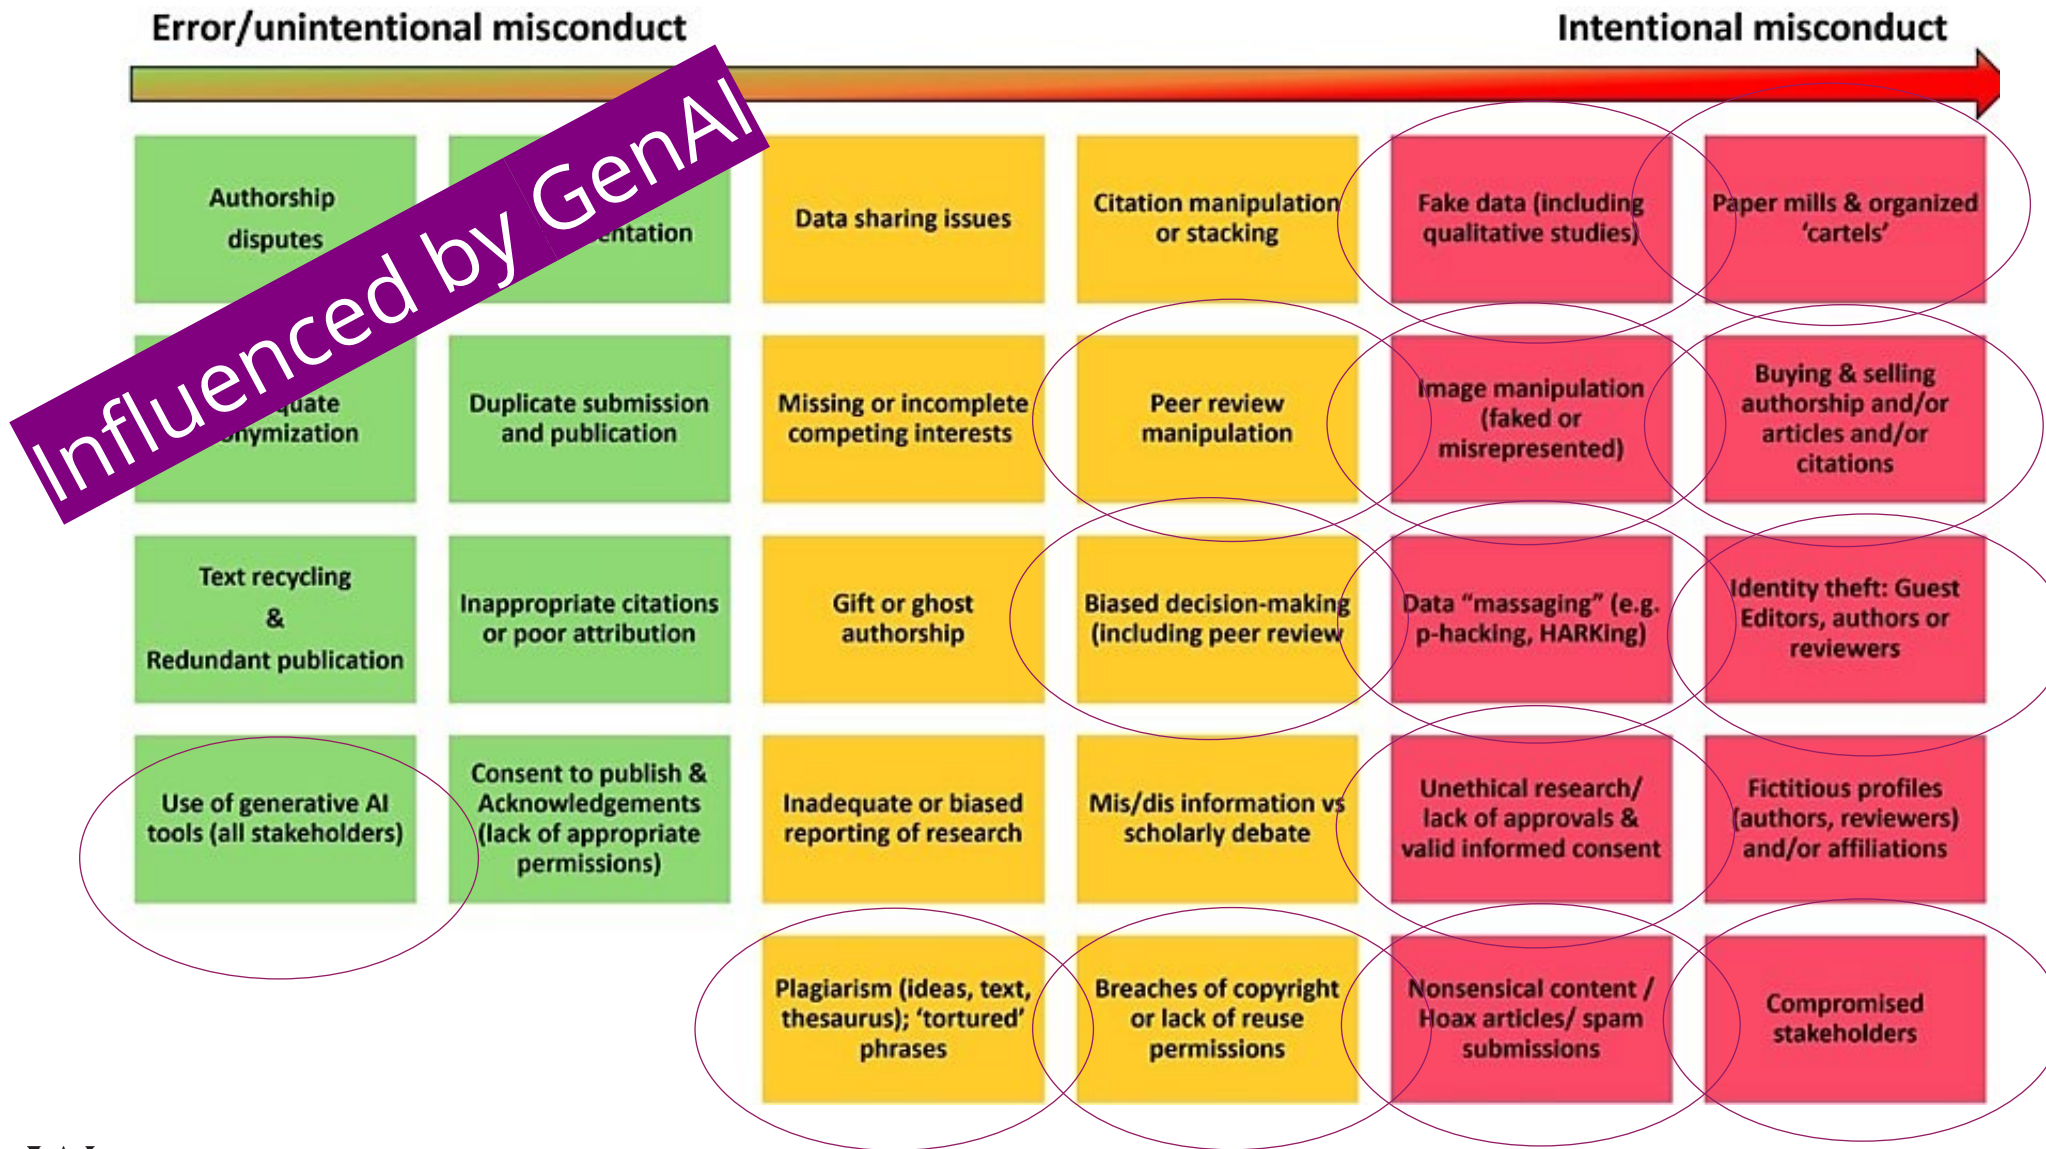 Error/unintentional misconduct
Intentional misconduct
Influenced by GenAI
Authorship
disputes
Data sharing issues
Citation manipulation
or stacking
Fake data (including
qualitative studies)
Paper mills & organized
‘cartels’
Duplicate submission
and publication
Missing or incomplete
competing interests
Peer review
manipulation
Image manipulation
(faked or
misrepresented)
Buying & selling
authorship and/or
articles and/or
citations
Text recycling
&
Redundant publication
Inappropriate citations
or poor attribution
Gift or ghost
authorship
Biased decision-making
(including peer review
Data “massaging” (e.g.
p-hacking, HARKing)
Identity theft: Guest
Editors, authors or
reviewers
Use of generative AI
tools (all stakeholders)
Consent to publish &
Acknowledgements
(lack of appropriate
permissions)
Inadequate or biased
reporting of research
Mis/dis information vs
scholarly debate
Unethical research/
lack of approvals &
valid informed consent
Fictitious profiles
(authors, reviewers)
and/or affiliations
Plagiarism (ideas, text,
thesaurus); ‘tortured’
phrases
Breaches of copyright
or lack of reuse
permissions
Nonsensical content /
Hoax articles/ spam
submissions
Compromised
stakeholders